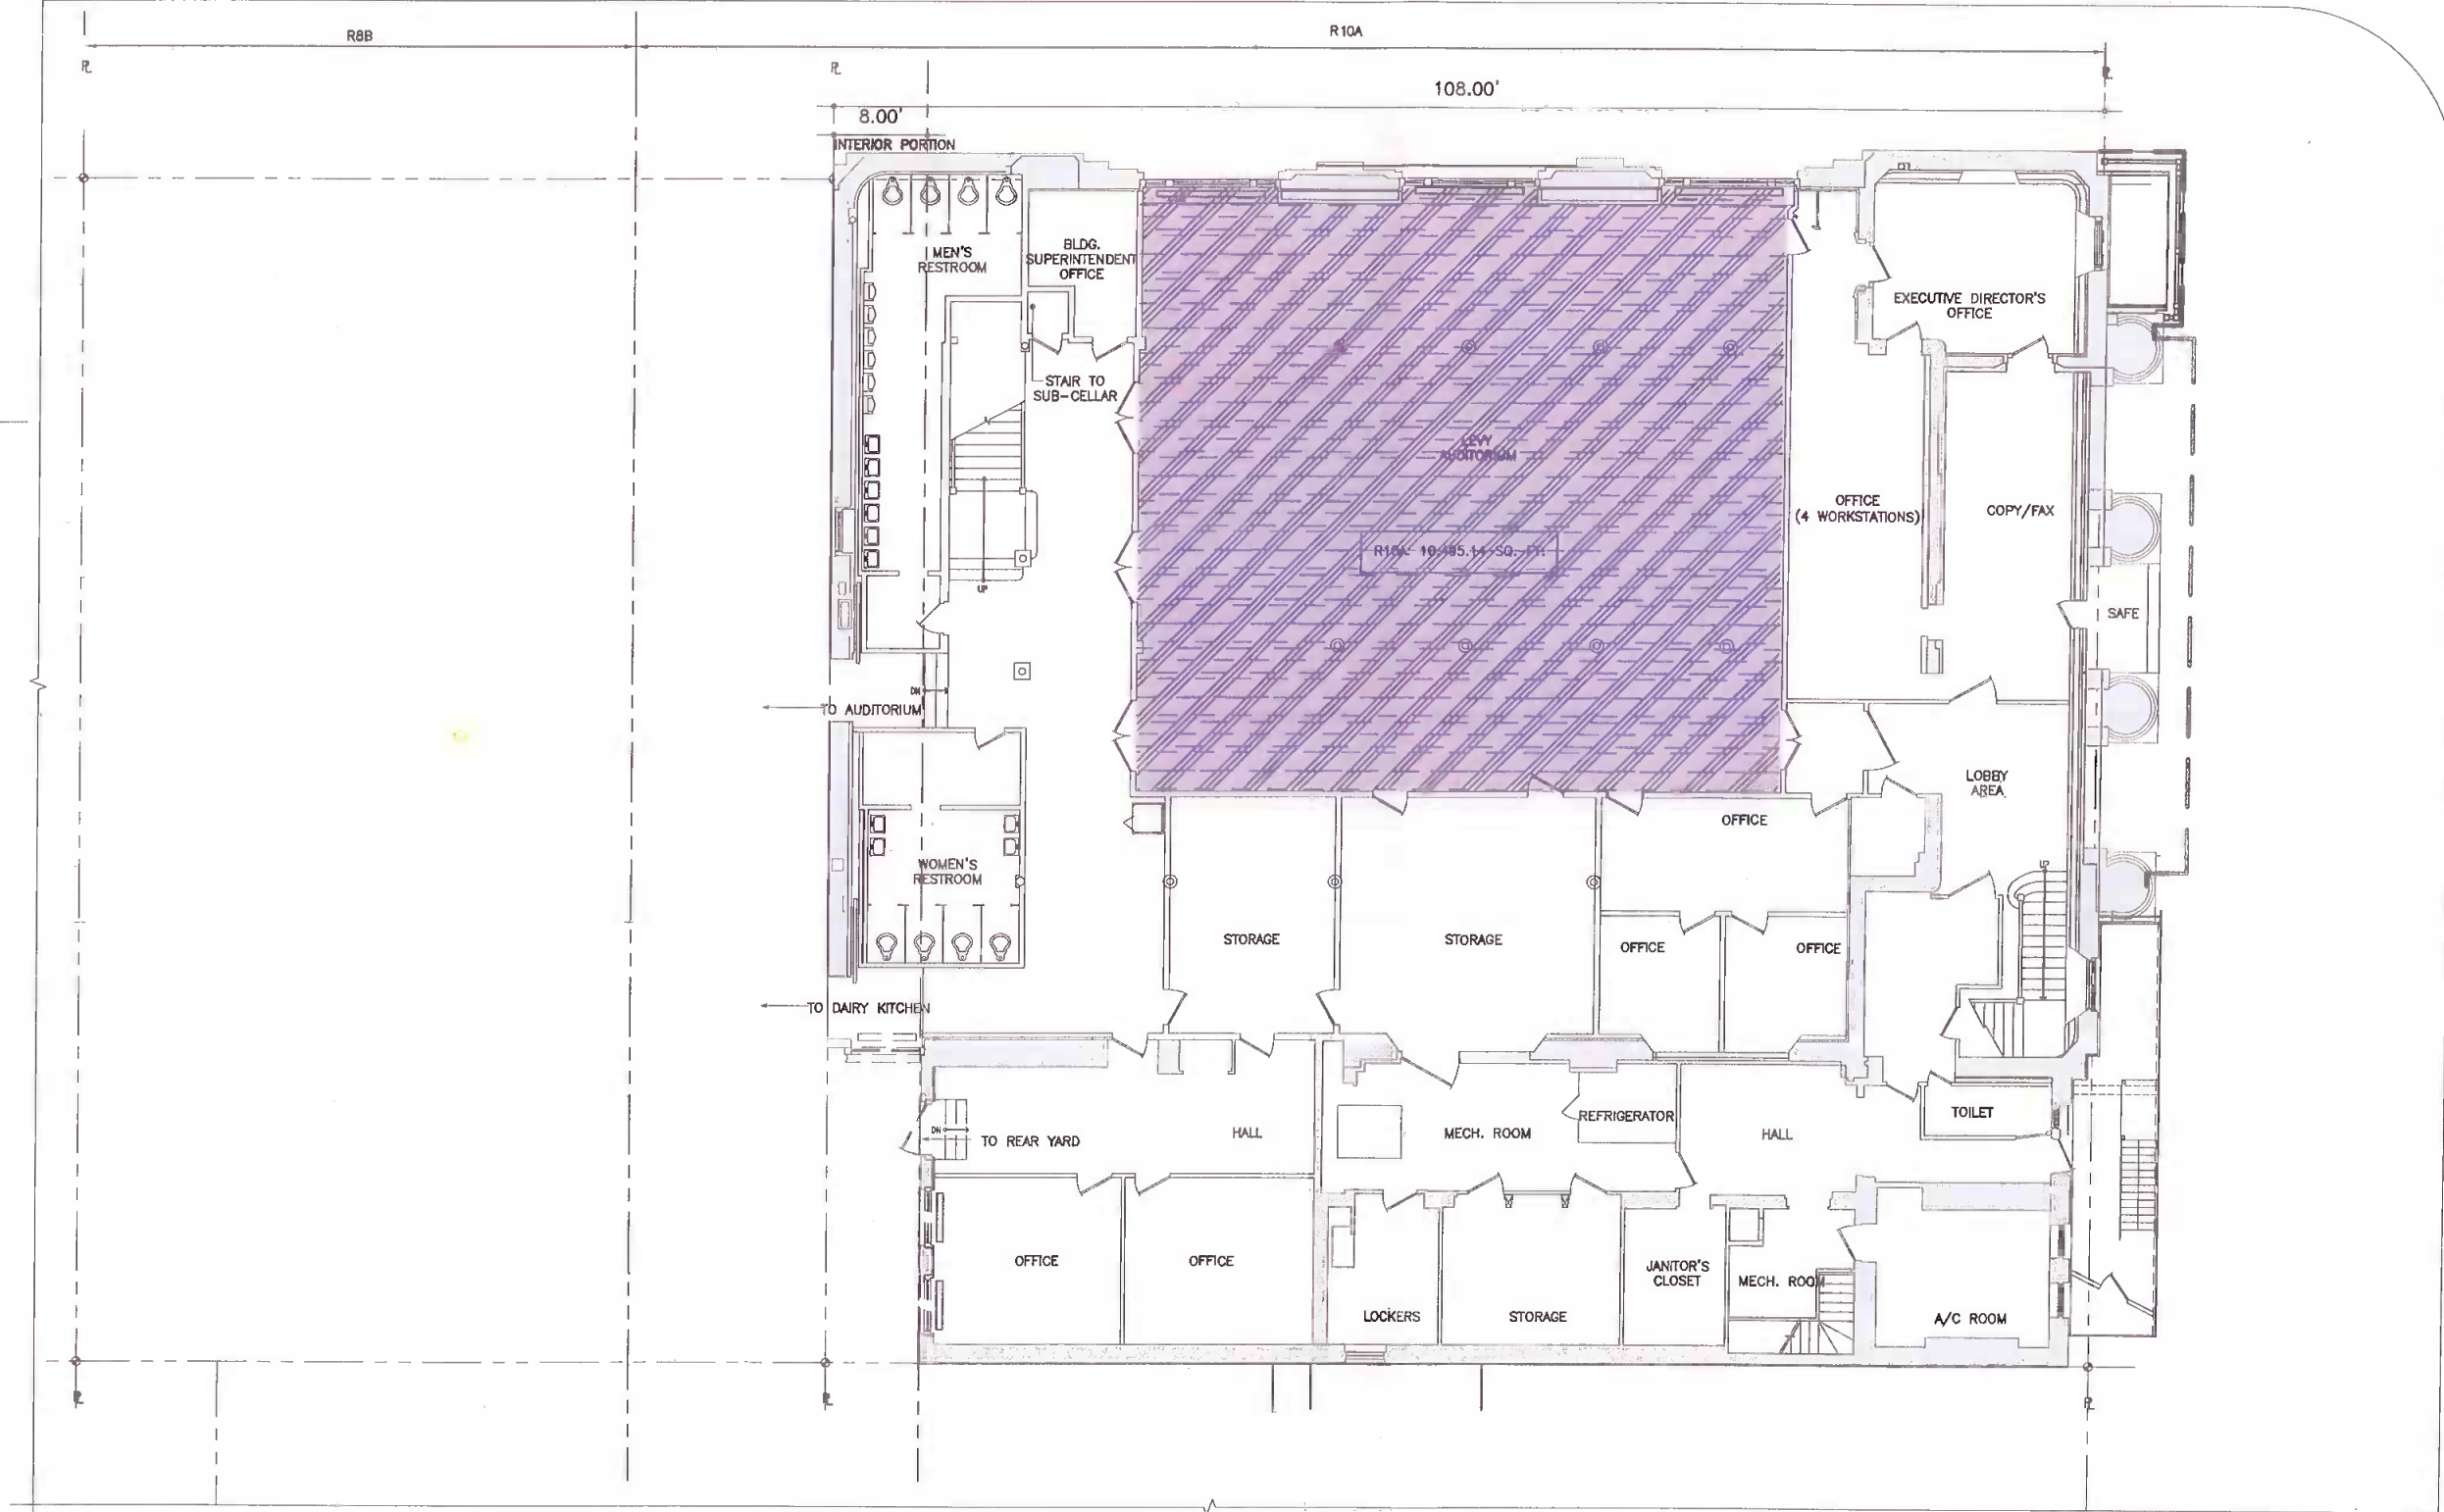 R8B
R10A
108.00'
8.00'
INTERIOR PORTION
MEN'S
RESTROOM
BLDG.
SUPERINTENDENT
OFFICE
EXECUTIVE DIRECTOR'S
OFFICE
STAIR TO
SUB-CELLAR
LEVY
AUDITORIUM
OFFICE
(4 WORKSTATIONS)
COPY/FAX
UP
SAFE
DN
TO AUDITORIUM
LOBBY
AREA
OFFICE
WOMEN'S
RESTROOM
UP
STORAGE
STORAGE
OFFICE
OFFICE
TO DAIRY KITCHEN
DN
TO REAR YARD
HALL
MECH. ROOM
REFRIGERATOR
HALL
TOILET
OFFICE
OFFICE
LOCKERS
STORAGE
JANITOR'S
CLOSET
MECH. ROOM
A/C ROOM